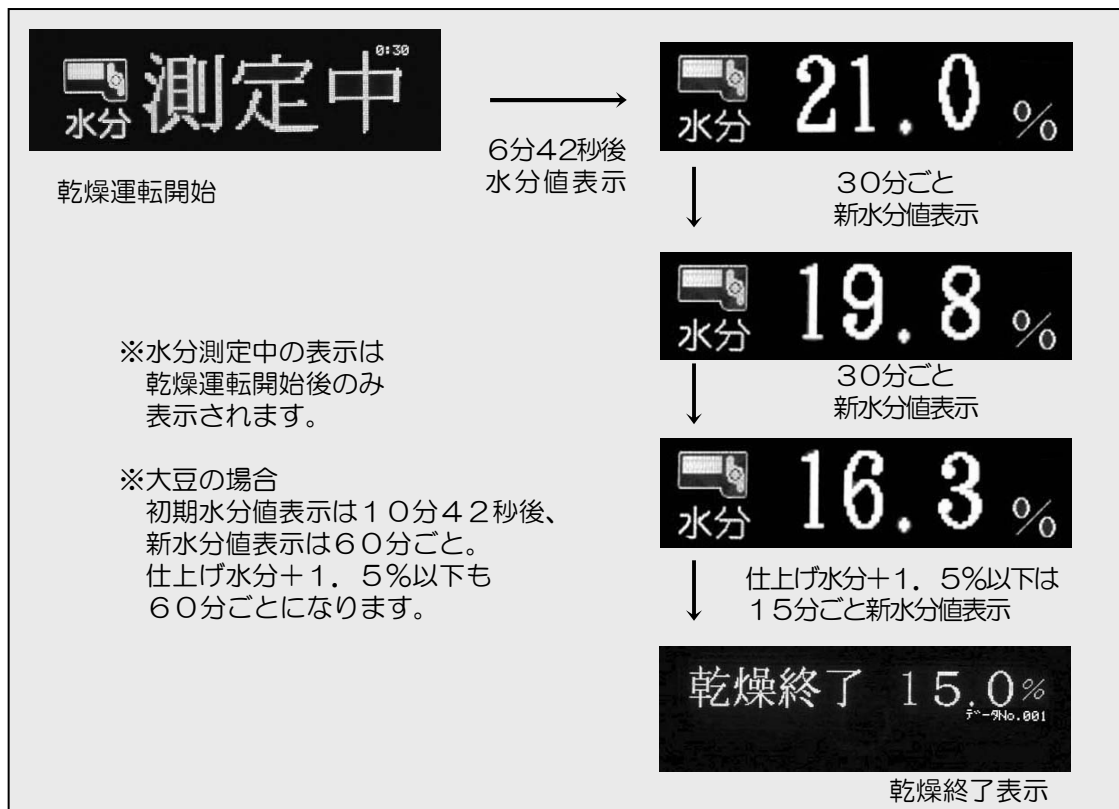 0:30
水分 測定中
乾燥運転開始
6分42秒後
水分値表示
水分 21.0 %
30分ごと
新水分値表示
水分 19.8 %
30分ごと
新水分値表示
水分 16.3 %
※水分測定中の表示は
乾燥運転開始後のみ
表示されます。
※大豆の場合
初期水分値表示は10分42秒後、
新水分値表示は60分ごと。
仕上げ水分+1.5%以下も
60分ごとになります。
仕上げ水分+1.5%以下は
15分ごと新水分値表示
乾燥終了 15.0%
データNo.001
乾燥終了表示